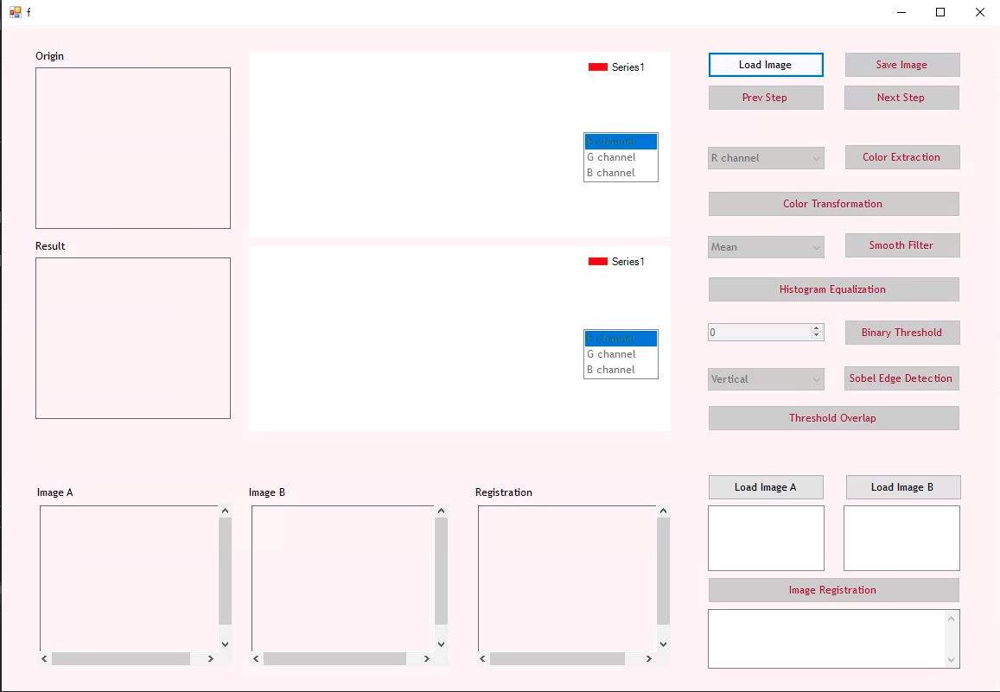 f
Origin
Series1
R channel
G channel
B channel
Result
Series1
G channel
B channel
Load Image
Save Image
Prev Step
Next Step
R channel
Color Extraction
Color Transformation
Mean
Smooth Filter
Histogram Equalization
0
Binary Threshold
Vertical
Sobel Edge Detection
Threshold Overlap
Image A
Image B
Registration
Load Image A
Load Image B
Image Registration